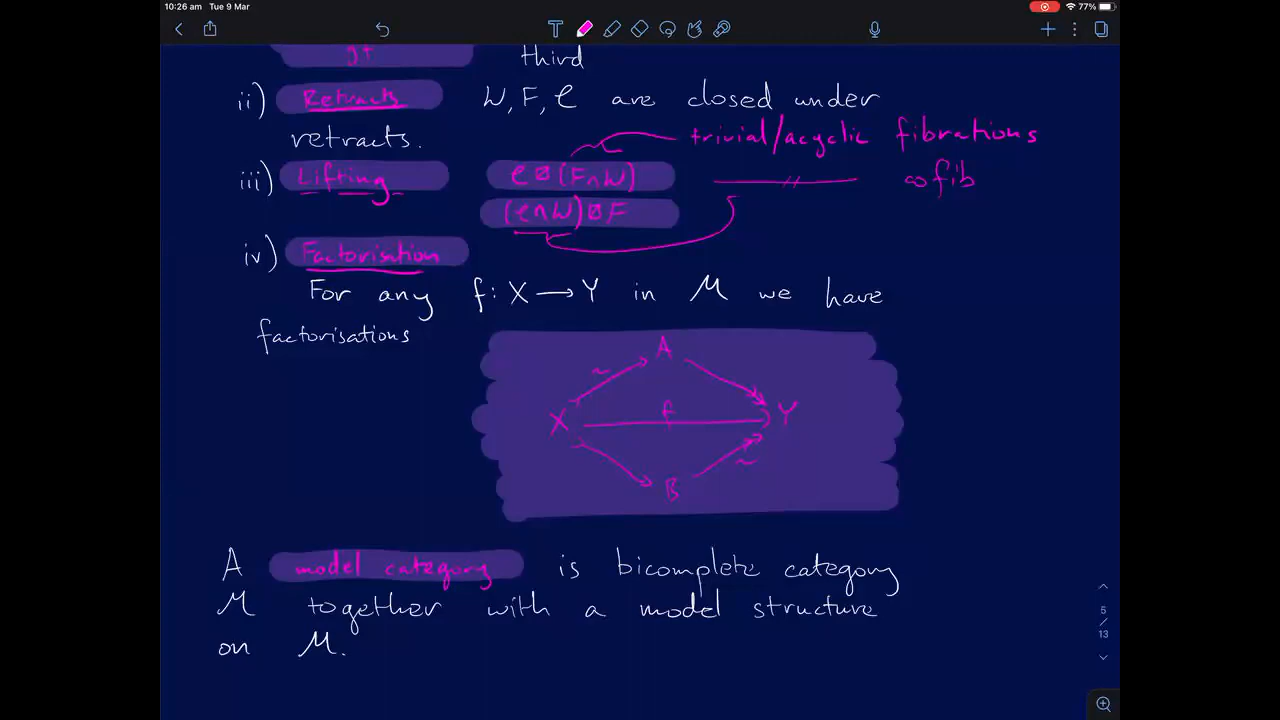 10:26 am Tue 9 Mar
77%
gf third
ii) Retracts W, F, C are closed under
retracts.
trivial/acyclic fibrations
iii) Lifting C ⧄ (F∩W) cofib
(C∩W) ⧄ F
iv) Factorisation
For any f: X → Y in M we have
factorisations
A
~
X f Y
~
B
A model category is bicomplete category
M together with a model structure
on M.
5
/
13